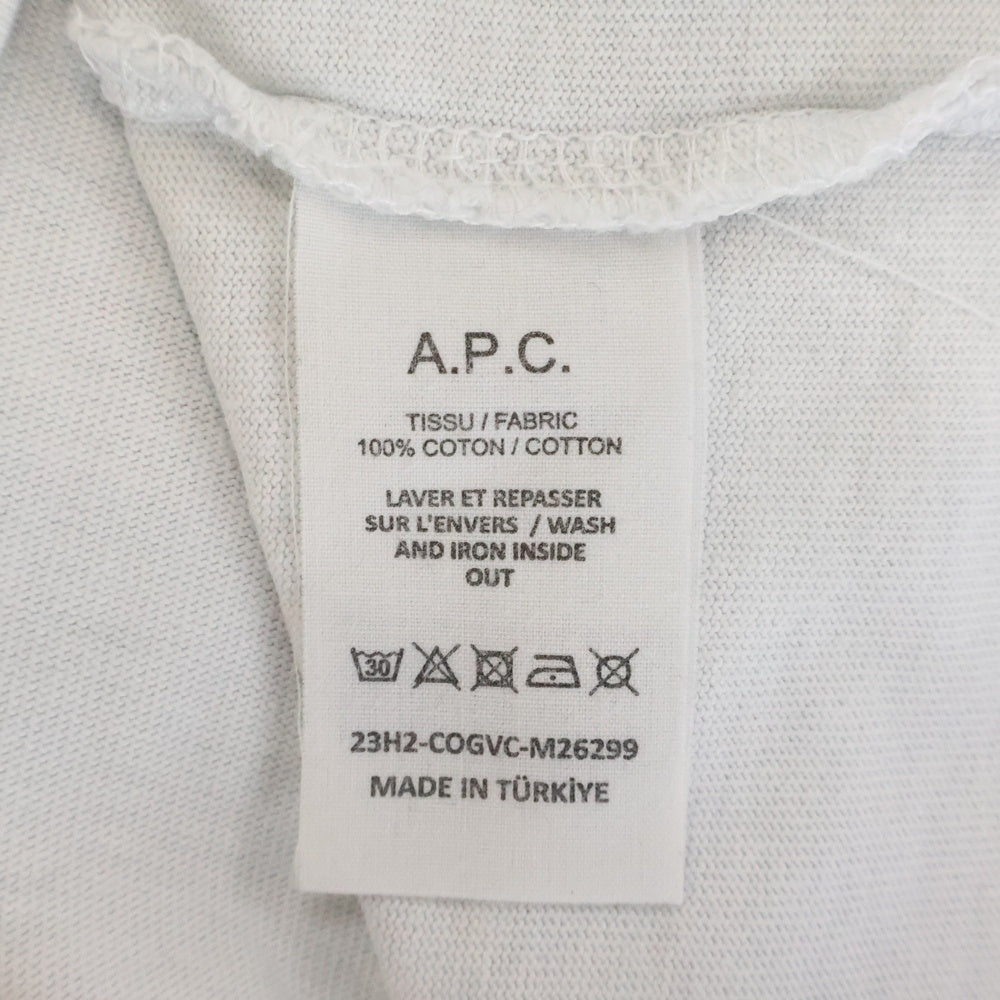 A.P.C.
TISSU / FABRIC
100% COTON / COTTON
LAVER ET REPASSER
SUR L'ENVERS / WASH
AND IRON INSIDE
OUT
30
23H2-COGVC-M26299
MADE IN TÜRKİYE